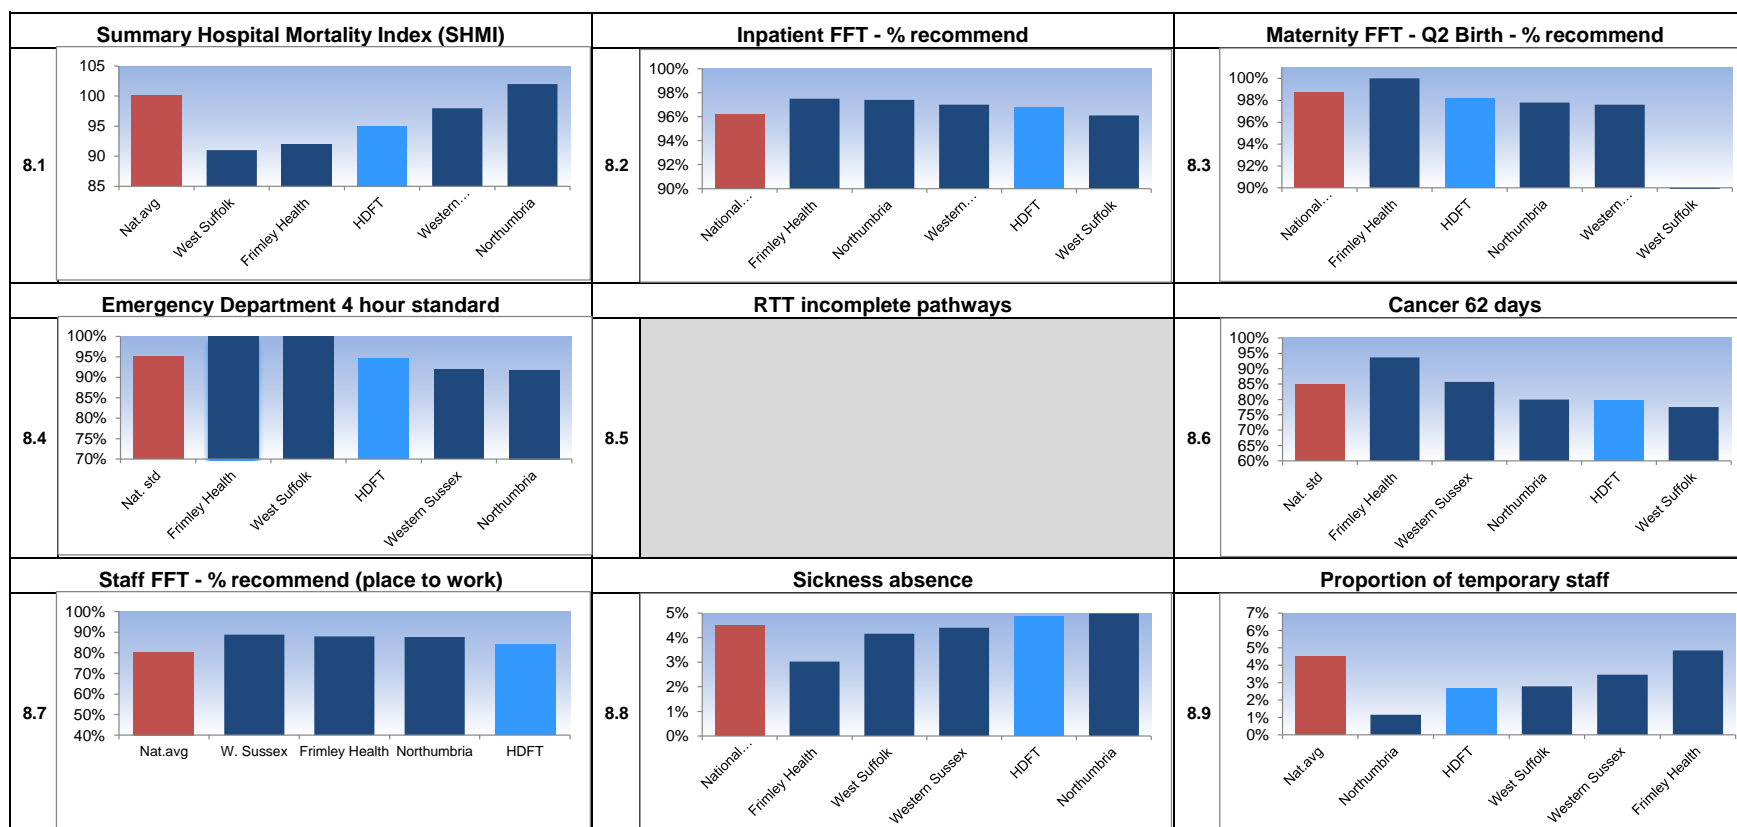 Summary Hospital Mortality Index (SHMI)
8.1
105
100
95
90
85
Nat.avg
West Suffolk
Frimley Health
HDFT
Western...
Northumbria
Inpatient FFT - % recommend
8.2
100%
98%
96%
94%
92%
90%
National...
Frimley Health
Northumbria
Western...
HDFT
West Suffolk
Maternity FFT - Q2 Birth - % recommend
8.3
100%
98%
96%
94%
92%
90%
National...
Frimley Health
HDFT
Northumbria
Western...
West Suffolk
Emergency Department 4 hour standard
8.4
100%
95%
90%
85%
80%
75%
70%
Nat. std
Frimley Health
West Suffolk
HDFT
Western Sussex
Northumbria
RTT incomplete pathways
8.5
Cancer 62 days
8.6
100%
95%
90%
85%
80%
75%
70%
65%
60%
Nat. std
Frimley Health
Western Sussex
Northumbria
HDFT
West Suffolk
Staff FFT - % recommend (place to work)
8.7
100%
90%
80%
70%
60%
50%
40%
Nat.avg W. Sussex Frimley Health Northumbria HDFT
Sickness absence
8.8
5%
4%
3%
2%
1%
0%
National...
Frimley Health
West Suffolk
Western Sussex
HDFT
Northumbria
Proportion of temporary staff
8.9
7%
6%
5%
4%
3%
2%
1%
0%
Nat.avg
Northumbria
HDFT
West Suffolk
Western Sussex
Frimley Health